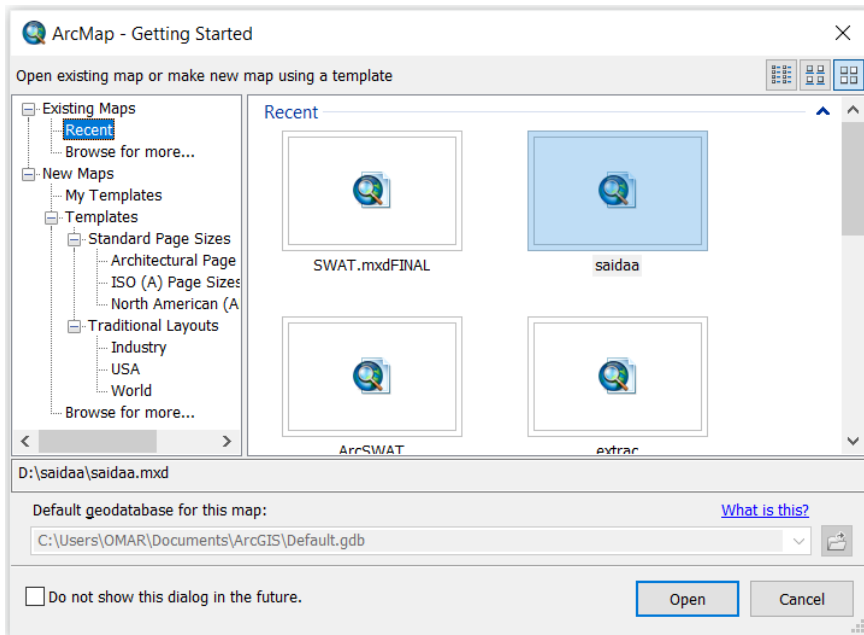 ArcMap - Getting Started
Open existing map or make new map using a template
Existing Maps
Recent
Browse for more...
New Maps
My Templates
Templates
Standard Page Sizes
Architectural Page
ISO (A) Page Sizes
North American (A
Traditional Layouts
Industry
USA
World
Browse for more...
Recent
SWAT.mxdFINAL
saidaa
ArcSWAT
extrac
D:\saidaa\saidaa.mxd
Default geodatabase for this map:
What is this?
C:\Users\OMAR\Documents\ArcGIS\Default.gdb
Do not show this dialog in the future.
Open
Cancel